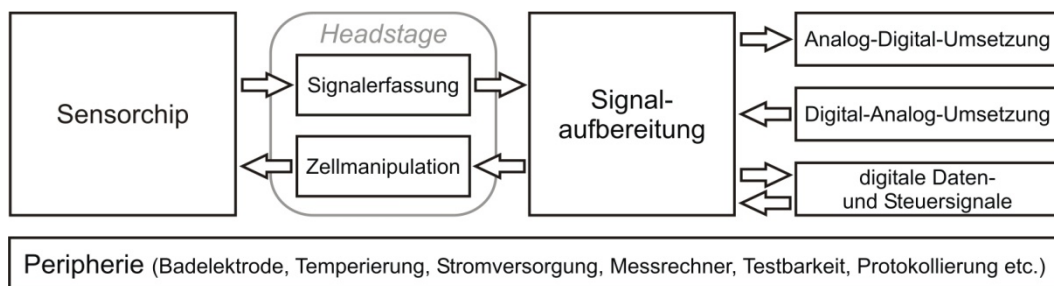 Headstage
Sensorchip
Signalerfassung
Zellmanipulation
Signal-
aufbereitung
Analog-Digital-Umsetzung
Digital-Analog-Umsetzung
digitale Daten-
und Steuersignale
Peripherie (Badelektrode, Temperierung, Stromversorgung, Messrechner, Testbarkeit, Protokollierung etc.)